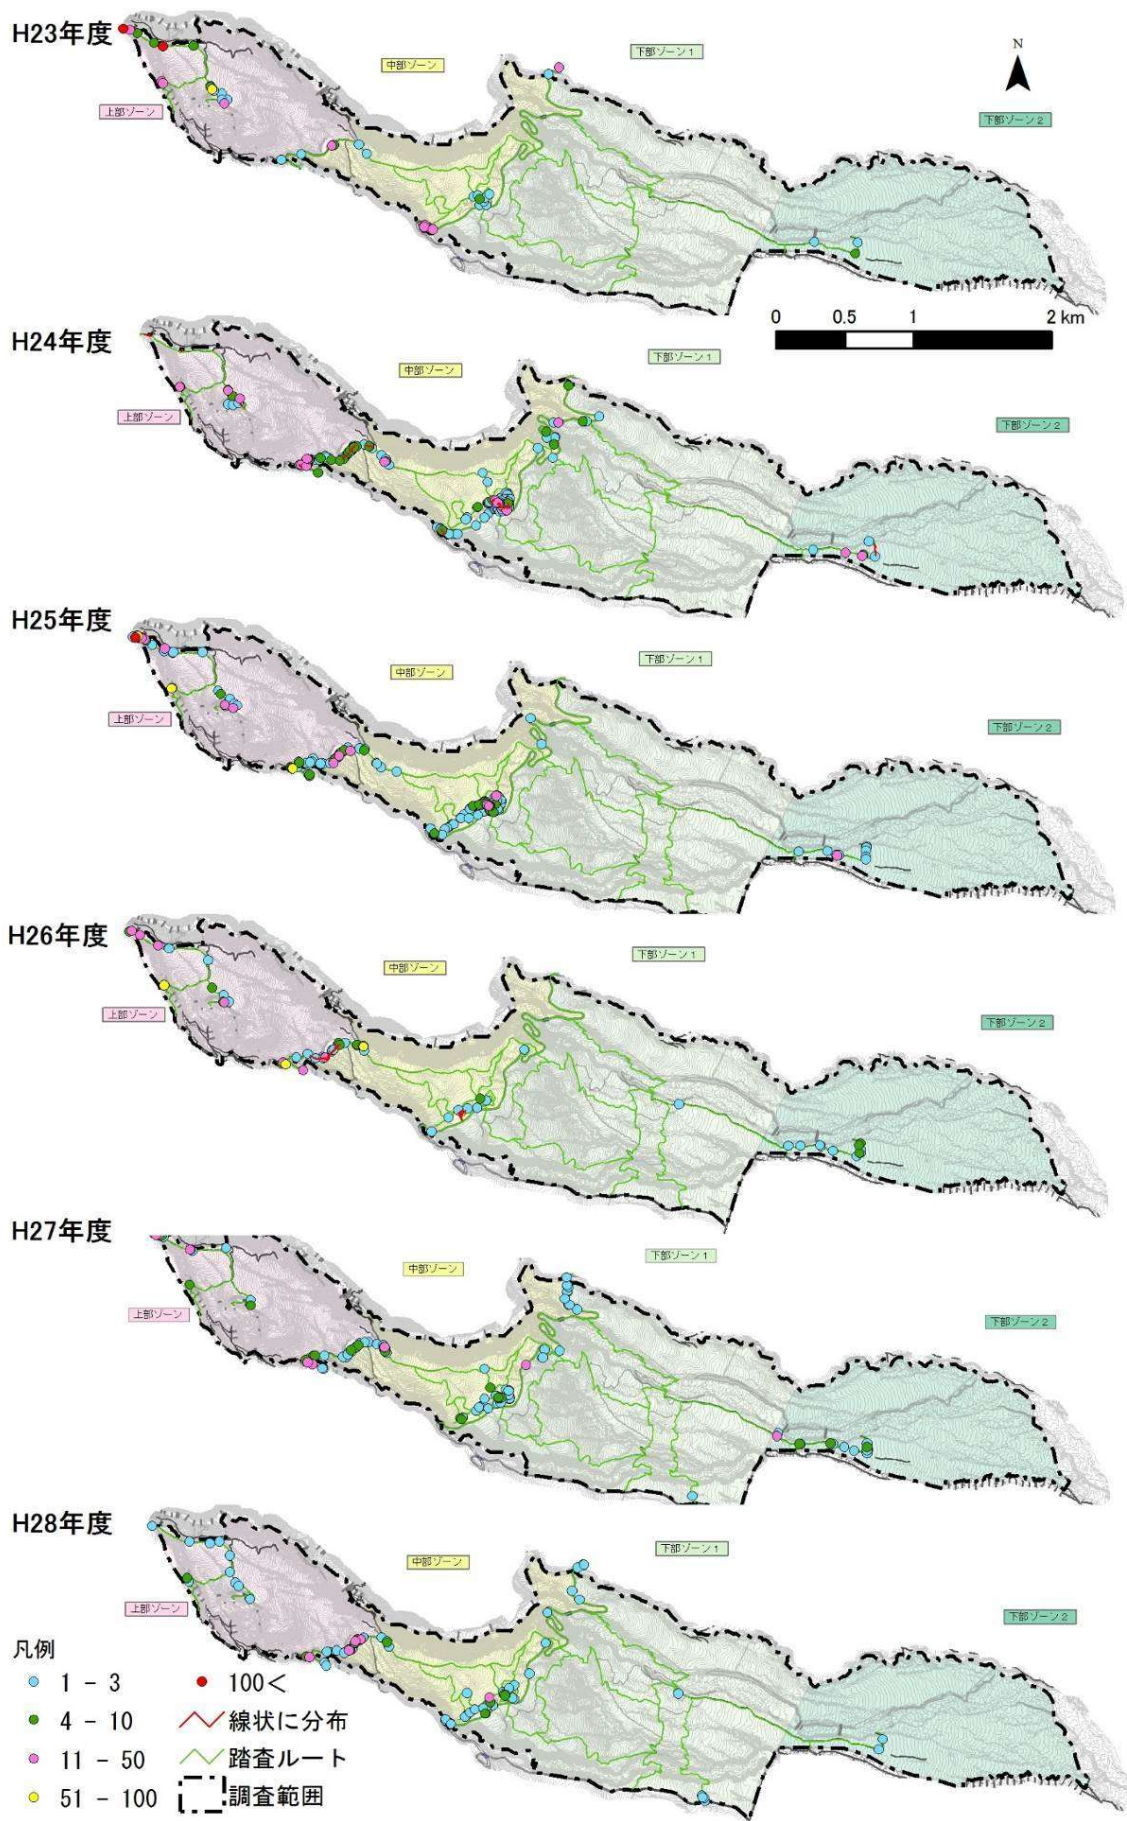 H23年度
中部ゾーン
下部ゾーン1
N
上部ゾーン
下部ゾーン2
0 0.5 1 2 km
H24年度
中部ゾーン
下部ゾーン1
上部ゾーン
下部ゾーン2
H25年度
中部ゾーン
下部ゾーン1
上部ゾーン
下部ゾーン2
H26年度
中部ゾーン
下部ゾーン1
上部ゾーン
下部ゾーン2
H27年度
中部ゾーン
下部ゾーン1
上部ゾーン
下部ゾーン2
H28年度
中部ゾーン
下部ゾーン1
上部ゾーン
下部ゾーン2
凡例
1 - 3
4 - 10
11 - 50
51 - 100
100<
線状に分布
踏査ルート
調査範囲